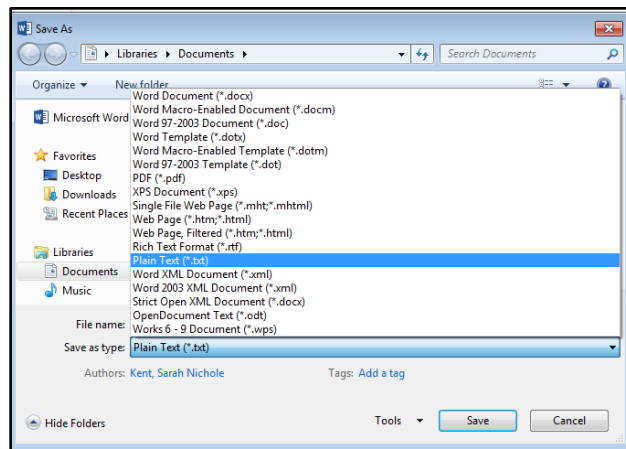 Save As
Libraries ▸ Documents ▸
Search Documents
Organize
New folder
Word Document (*.docx)
Word Macro-Enabled Document (*.docm)
Microsoft Word
Word 97-2003 Document (*.doc)
Word Template (*.dotx)
Word Macro-Enabled Template (*.dotm)
Favorites
Word 97-2003 Template (*.dot)
Desktop
PDF (*.pdf)
Downloads
XPS Document (*.xps)
Single File Web Page (*.mht;*.mhtml)
Recent Places
Web Page (*.htm;*.html)
Web Page, Filtered (*.htm;*.html)
Rich Text Format (*.rtf)
Libraries
Plain Text (*.txt)
Documents
Word XML Document (*.xml)
Word 2003 XML Document (*.xml)
Music
Strict Open XML Document (*.docx)
OpenDocument Text (*.odt)
File name:
Works 6 - 9 Document (*.wps)
Save as type: Plain Text (*.txt)
Authors: Kent, Sarah Nichole Tags: Add a tag
Hide Folders Tools Save Cancel